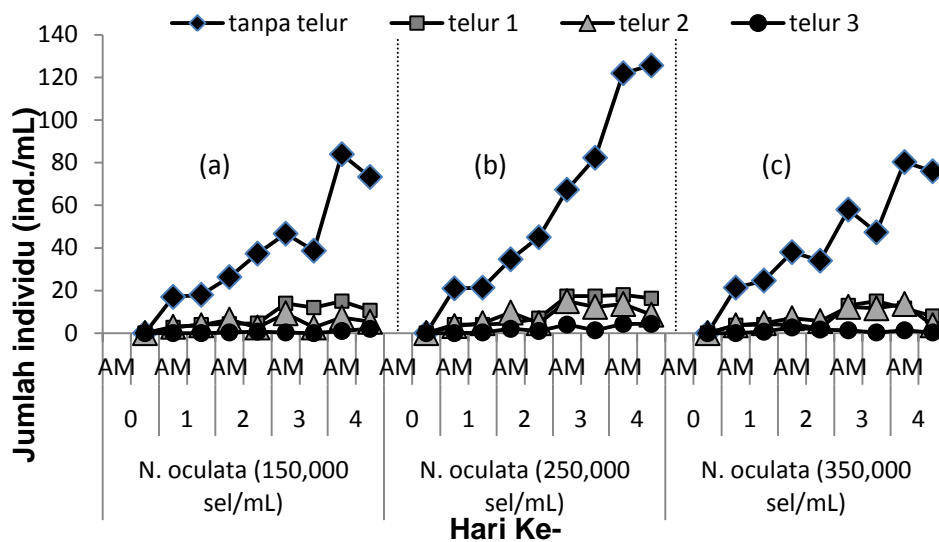 tanpa telur telur 1 telur 2 telur 3
140
120
100
80
60
40
20
0
Jumlah individu (ind./mL)
(a) (b) (c)
AM AM AM AM AM AM AM AM AM AM AM AM AM AM AM
0 1 2 3 4 0 1 2 3 4 0 1 2 3 4
N. oculata (150,000 sel/mL)
N. oculata (250,000 sel/mL)
N. oculata (350,000 sel/mL)
Hari Ke-